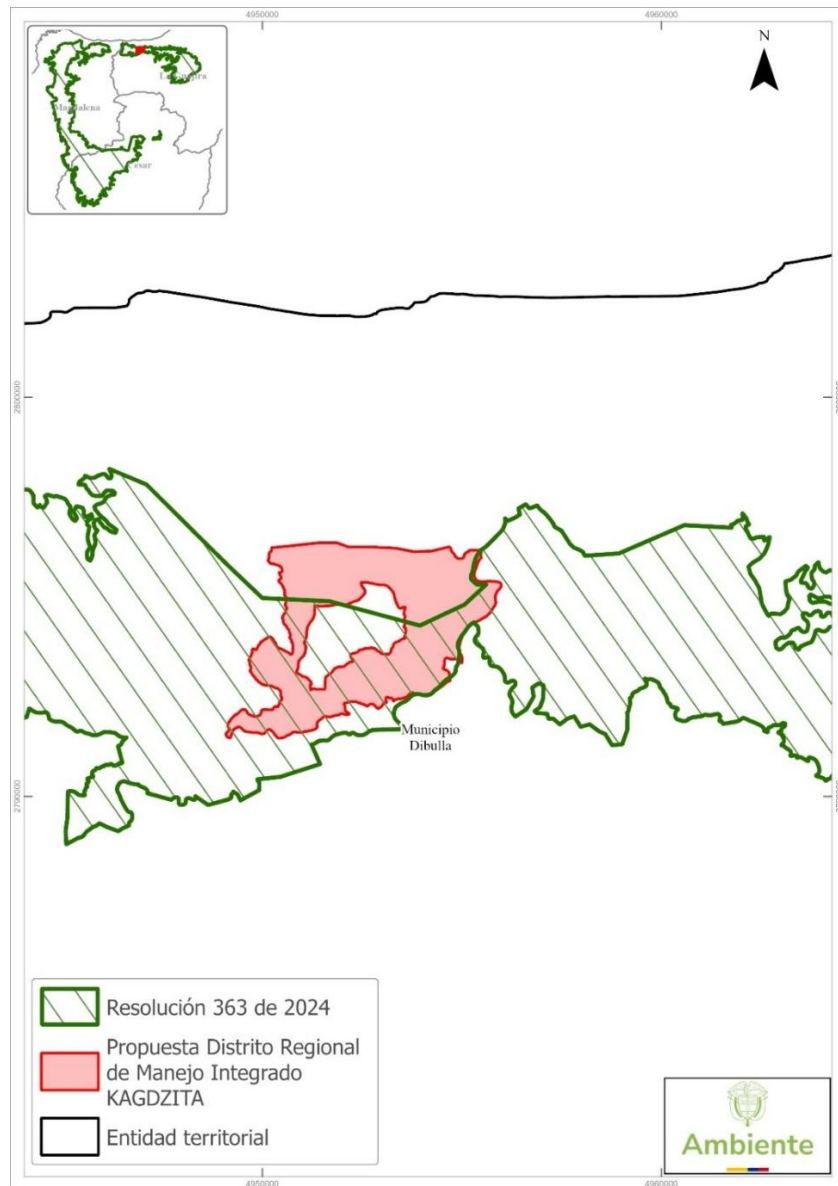 4950000
4960000
La Guajira
Magdalena
Cesar
N
2800000
Municipio
Dibulla
2700000
Resolución 363 de 2024
Propuesta Distrito Regional
de Manejo Integrado
KAGDZITA
Entidad territorial
Ambiente
4950000
4960000